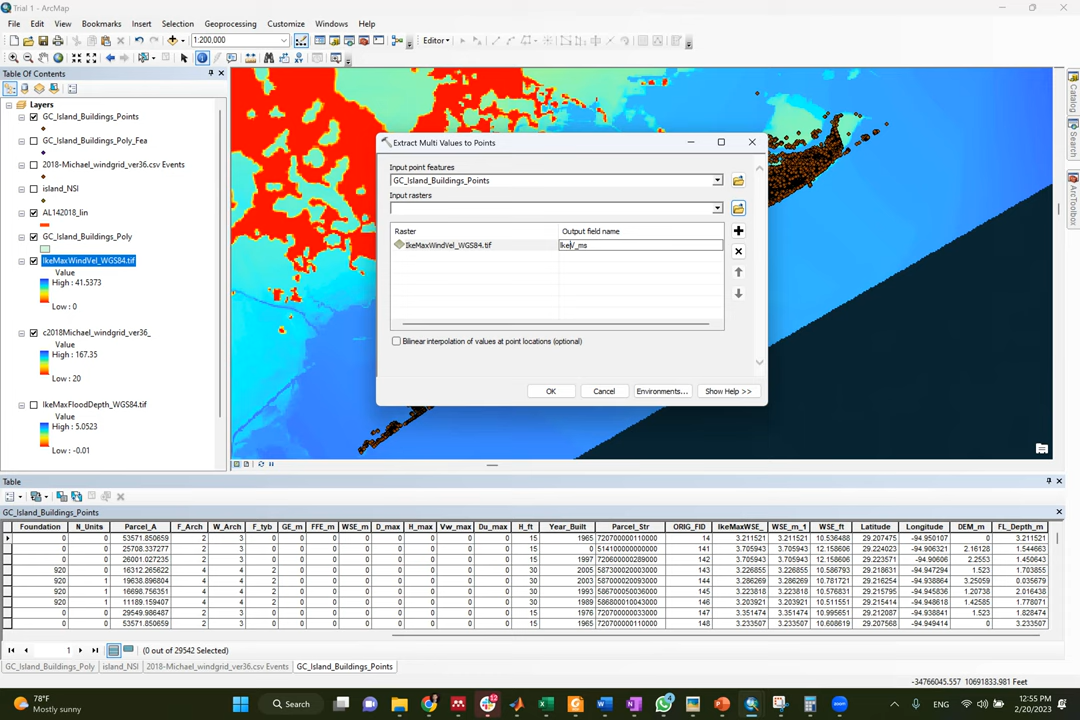 Trial 1 - ArcMap
File Edit View Bookmarks Insert Selection Geoprocessing Customize Windows Help
1:200,000 Editor
Table Of Contents
Layers
GC_Island_Buildings_Points
GC_Island_Buildings_Poly_Fea
2018-Michael_windgrid_ver36.csv Events
island_NSI
AL142018_lin
GC_Island_Buildings_Poly
IkeMaxWindVel_WGS84.tif
Value
High : 41.5373
Low : 0
c2018Michael_windgrid_ver36_
Value
High : 167.35
Low : 20
IkeMaxFloodDepth_WGS84.tif
Value
High : 5.0523
Low : -0.01
Extract Multi Values to Points
Input point features
GC_Island_Buildings_Points
Input rasters
Raster Output field name
IkeMaxWindVel_WGS84.tif IkeV_ms
Bilinear interpolation of values at point locations (optional)
OK Cancel Environments... Show Help >>
Catalog
Search
ArcToolbox
Table
GC_Island_Buildings_Points
Foundation N_Units Parcel_A F_Arch W_Arch F_tyb GE_m FFE_m WSE_m D_max H_max Vw_max Du_max H_ft Year_Built Parcel_Str ORIG_FID IkeMaxWSE_ WSE_m_1 WSE_ft Latitude Longitude DEM_m FL_Depth_m
0 0 53571.850659 2 3 0 0 0 0 0 0 0 0 15 1965 720700000110000 14 3.211521 3.211521 10.536488 29.207475 -94.950015 0 3.211521
0 0 25708.337277 2 3 0 0 0 0 0 0 0 0 15 0 514100000000000 141 3.705943 3.705943 12.158606 29.224023 -94.906321 2.16128 1.544663
0 0 26001.027235 2 3 0 0 0 0 0 0 0 0 15 1997 720600000289000 142 3.705943 3.705943 12.158606 29.223571 -94.90606 2.2553 1.450643
920 0 16312.265622 4 4 2 0 0 0 0 0 0 0 30 2005 587300000220000 143 3.226855 3.226855 10.586793 29.218631 -94.947294 1.523 1.703855
920 1 19638.896804 4 4 2 0 0 0 0 0 0 0 30 2003 587000020093000 144 3.286269 3.286269 10.781721 29.216254 -94.938864 3.25059 0.035679
920 1 16698.756351 4 4 2 0 0 0 0 0 0 0 30 1993 586700050036000 145 3.223818 3.223818 10.576831 29.215525 -94.948661 1.20738 2.016438
920 1 11189.159407 4 4 2 0 0 0 0 0 0 0 30 1989 586800010043000 146 3.203921 3.203921 10.511551 29.215414 -94.948618 1.42585 1.778071
0 0 29549.986487 2 3 0 0 0 0 0 0 0 0 15 1976 720700000132000 147 3.351474 3.351474 10.995651 29.212087 -94.938741 1.523 1.828474
0 0 53571.850659 2 3 0 0 0 0 0 0 0 0 15 1965 720700000110000 148 3.233507 3.233507 10.608619 29.207568 -94.949414 0 3.233507
1 (0 out of 29542 Selected)
GC_Island_Buildings_Poly island_NSI 2018-Michael_windgrid_ver36.csv Events GC_Island_Buildings_Points
-34766045.557 10691833.981 Feet
78°F
Mostly sunny
Search
12
4
ENG
12:55 PM
2/20/2023